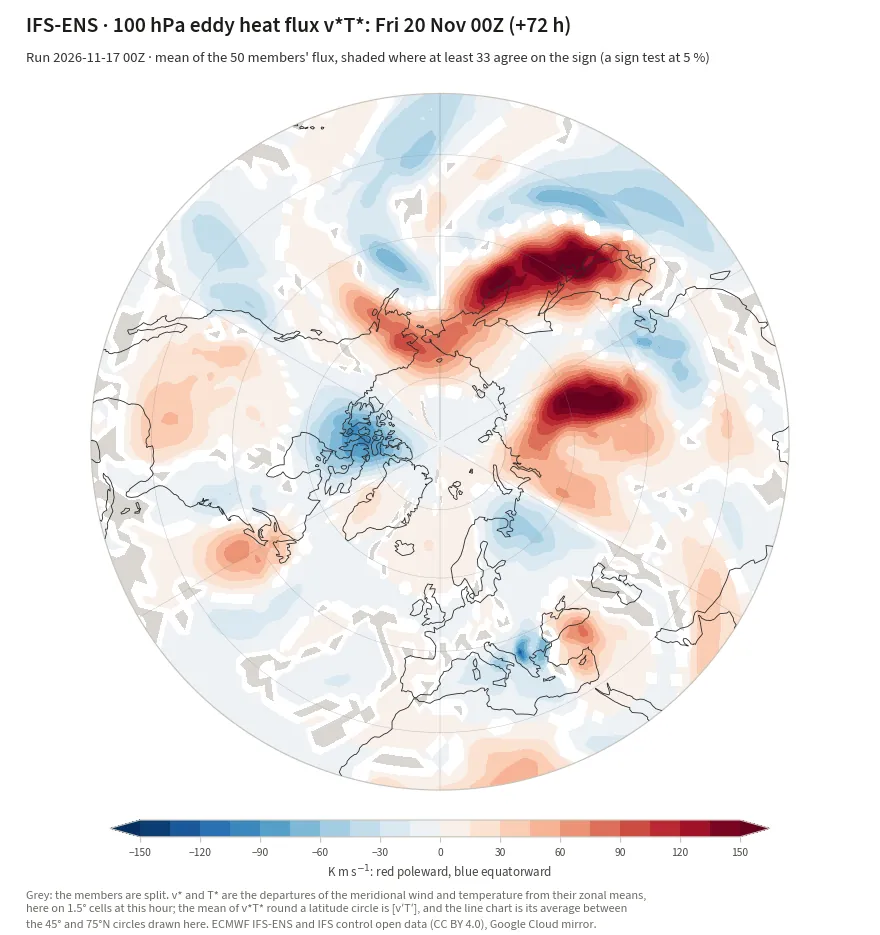 IFS-ENS · 100 hPa eddy heat flux v*T*: Fri 20 Nov 00Z (+72 h)
Run 2026-11-17 00Z · mean of the 50 members' flux, shaded where at least 33 agree on the sign (a sign test at 5 %)
−150 −120 −90 −60 −30 0 30 60 90 120 150
K m s⁻¹: red poleward, blue equatorward
Grey: the members are split. v* and T* are the departures of the meridional wind and temperature from their zonal means,
here on 1.5° cells at this hour; the mean of v*T* round a latitude circle is [v'T'], and the line chart is its average between
the 45° and 75°N circles drawn here. ECMWF IFS-ENS and IFS control open data (CC BY 4.0), Google Cloud mirror.